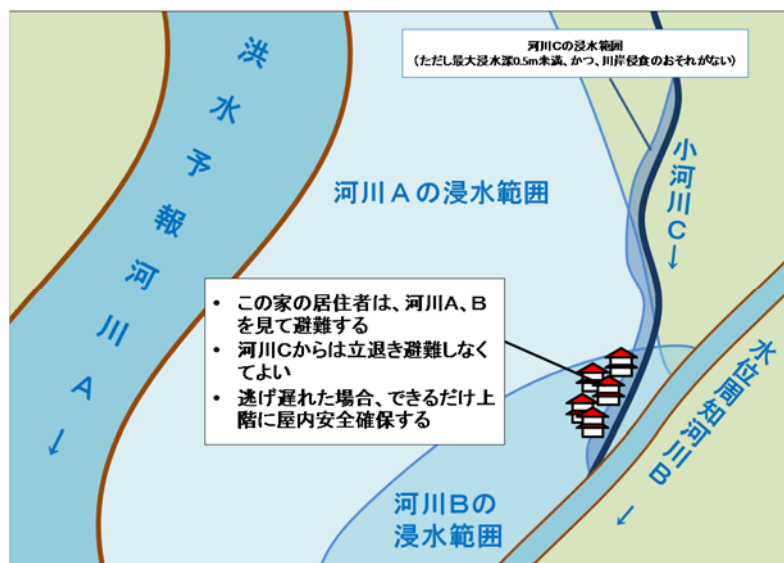 河川Cの浸水範囲
（ただし最大浸水深0.5m未満、かつ、川岸侵食のおそれがない）
洪水予報河川A
↓
河川Aの浸水範囲
小河川C
↓
• この家の居住者は、河川A、B
を見て避難する
• 河川Cからは立退き避難しなく
てよい
• 逃げ遅れた場合、できるだけ上
階に屋内安全確保する
水位周知河川B
↓
河川Bの
浸水範囲